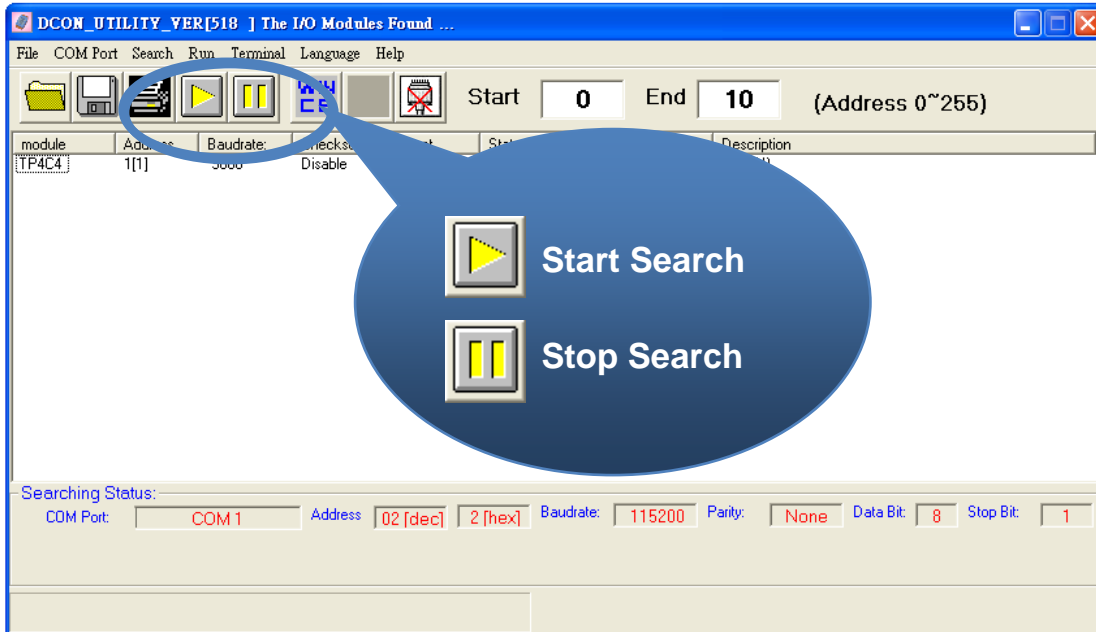 DCON_UTILITY_VER[518 ] The I/O Modules Found ...
File COM Port Search Run Terminal Language Help
Start 0 End 10 (Address 0~255)
module Address Baudrate: Description
TP4C4 1[1] Disable
Start Search
Stop Search
Searching Status:
COM Port: COM 1 Address 02 [dec] 2 [hex] Baudrate: 115200 Parity: None Data Bit: 8 Stop Bit: 1